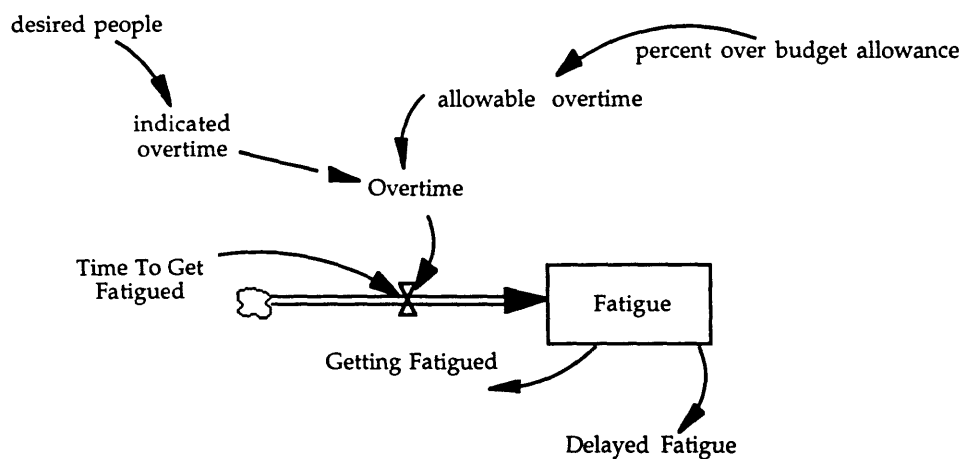 desired people
percent over budget allowance
allowable overtime
indicated
overtime
Overtime
Time To Get
Fatigued
Fatigue
Getting Fatigued
Delayed Fatigue